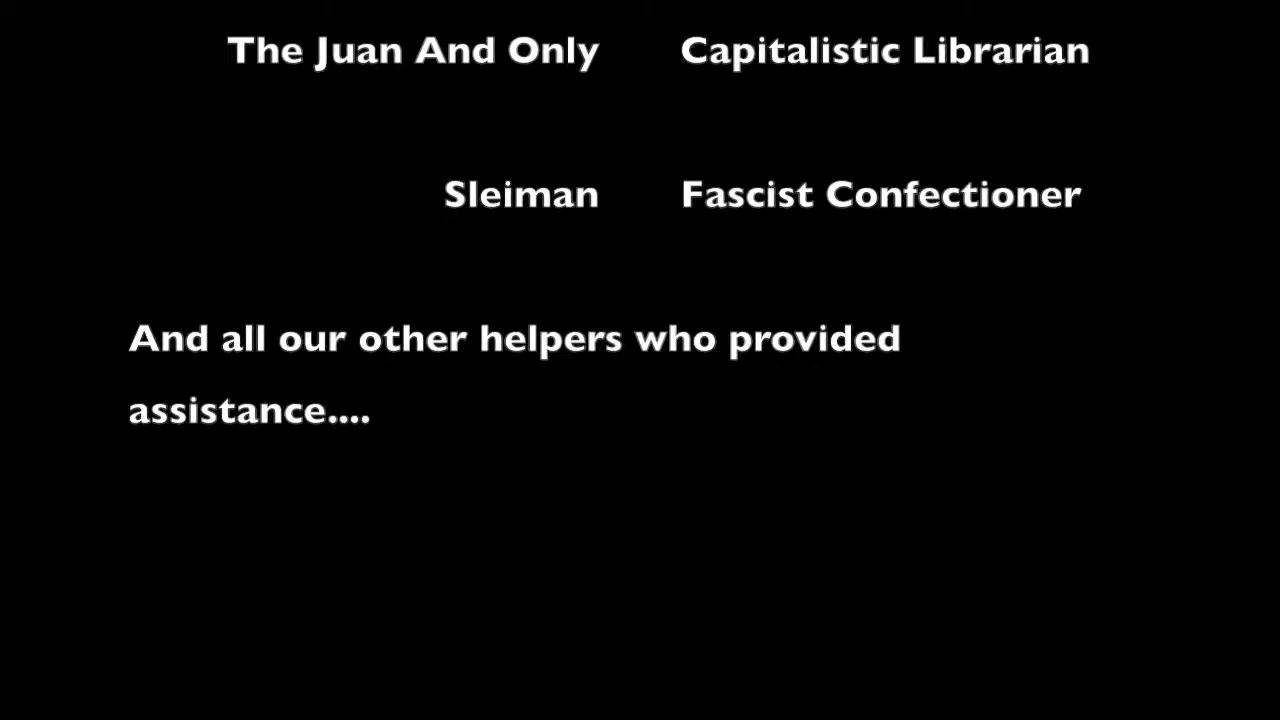 The Juan And Only Capitalistic Librarian
Sleiman Fascist Confectioner
And all our other helpers who provided
assistance....